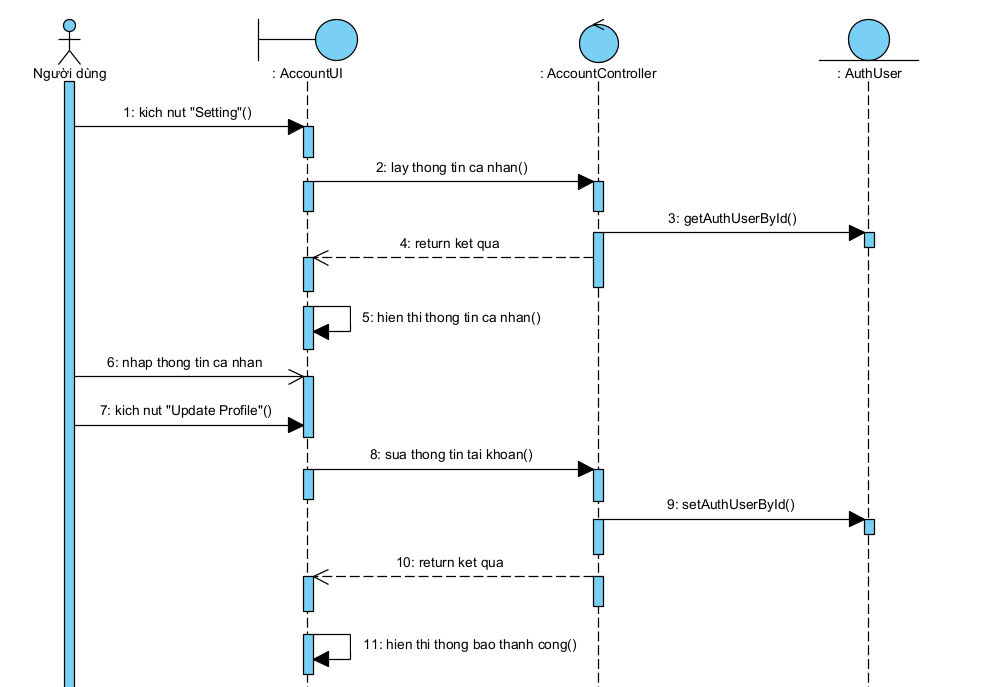 Người dùng
: AccountUI
: AccountController
: AuthUser
1: kich nut "Setting"()
2: lay thong tin ca nhan()
3: getAuthUserById()
4: return ket qua
5: hien thi thong tin ca nhan()
6: nhap thong tin ca nhan
7: kich nut "Update Profile"()
8: sua thong tin tai khoan()
9: setAuthUserById()
10: return ket qua
11: hien thi thong bao thanh cong()